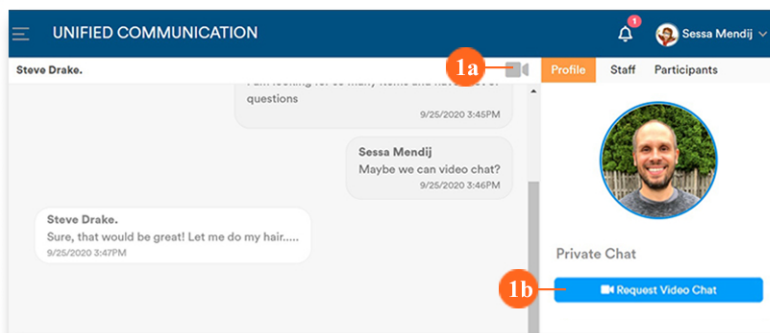 UNIFIED COMMUNICATION
1
Sessa Mendij
Steve Drake.
1a
Profile Staff Participants
questions
9/25/2020 3:45PM
Sessa Mendij
Maybe we can video chat?
9/25/2020 3:46PM
Steve Drake.
Sure, that would be great! Let me do my hair.....
9/25/2020 3:47PM
Private Chat
1b
Request Video Chat